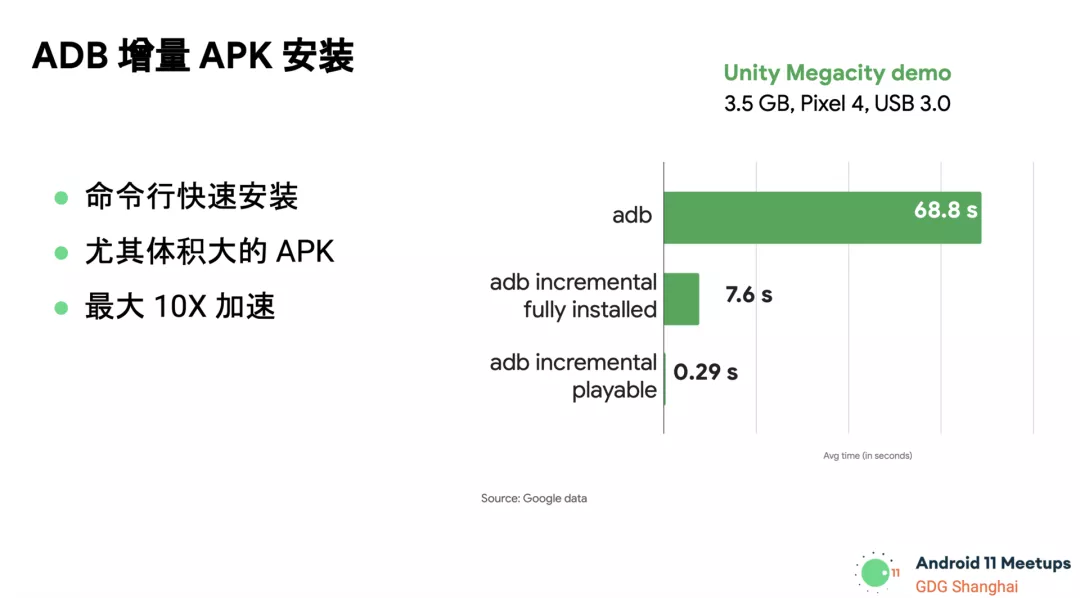 ADB 增量 APK 安装
命令行快速安装
尤其体积大的 APK
最大 10X 加速
Unity Megacity demo
3.5 GB, Pixel 4, USB 3.0
adb
68.8 s
adb incremental
fully installed
7.6 s
adb incremental
playable
0.29 s
Avg time (in seconds)
Source: Google data
11
Android 11 Meetups
GDG Shanghai